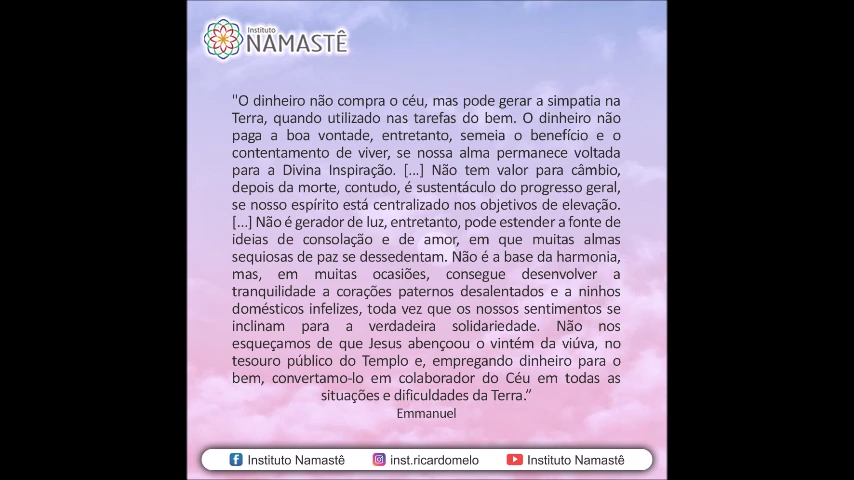 Instituto
NAMASTÊ
"O dinheiro não compra o céu, mas pode gerar a simpatia na
Terra, quando utilizado nas tarefas do bem. O dinheiro não
paga a boa vontade, entretanto, semeia o benefício e o
contentamento de viver, se nossa alma permanece voltada
para a Divina Inspiração. [...] Não tem valor para câmbio,
depois da morte, contudo, é sustentáculo do progresso geral,
se nosso espírito está centralizado nos objetivos de elevação.
[...] Não é gerador de luz, entretanto, pode estender a fonte de
ideias de consolação e de amor, em que muitas almas
sequiosas de paz se dessedentam. Não é a base da harmonia,
mas, em muitas ocasiões, consegue desenvolver a
tranquilidade a corações paternos desalentados e a ninhos
domésticos infelizes, toda vez que os nossos sentimentos se
inclinam para a verdadeira solidariedade. Não nos
esqueçamos de que Jesus abençoou o vintém da viúva, no
tesouro público do Templo e, empregando dinheiro para o
bem, convertamo-lo em colaborador do Céu em todas as
situações e dificuldades da Terra.”
Emmanuel
Instituto Namastê inst.ricardomelo Instituto Namastê